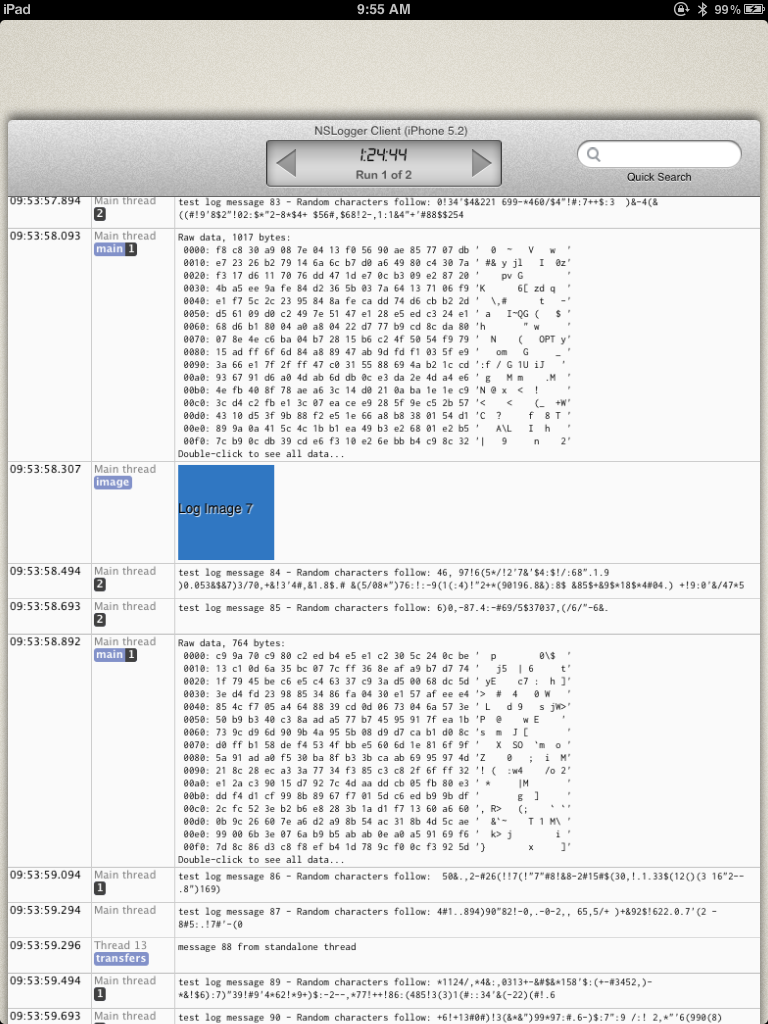 iPad 9:55 AM 99%
NSLogger Client (iPhone 5.2)
1:24:44
Run 1 of 2
Quick Search
09:53:57.894 Main thread test log message 83 - Random characters follow: 0!34'$4&221 699-*460/$4"!#:7++$:3  )&-4(&
2 ((#!9'8$2"!02:$*"2-8*$4+ $56#,$68!2-,1:1&4"+'#88$$254
09:53:58.093 Main thread Raw data, 1017 bytes:
main 1 0000: f8 c8 30 a9 08 7e 04 13 f0 56 90 ae 85 77 07 db '  0  ~   V  w  '
0010: e7 23 26 b2 79 14 6a 6c b7 d0 a6 49 80 c4 30 7a ' #& y jl   I  0z'
0020: f3 17 d6 11 70 76 dd 47 1d e7 0c b3 09 e2 87 20 '    pv G        '
0030: 4b a5 ee 9a fe 84 d2 36 5b 03 7a 64 13 71 06 f9 'K      6[ zd q  '
0040: e1 f7 5c 2c 23 95 84 8a fe ca dd 74 d6 cb b2 2d '  \,#      t   -'
0050: d5 61 09 d0 c2 49 7e 51 47 e1 28 e5 ed c3 24 e1 ' a   I~QG (   $ '
0060: 68 d6 b1 80 04 a0 a8 04 22 d7 77 b9 cd 8c da 80 'h       " w     '
0070: 07 8e 4e c6 ba 04 b7 28 15 b6 c2 4f 50 54 f9 79 '  N    (   OPT y'
0080: 15 ad ff 6f 6d 84 a8 89 47 ab 9d fd f1 03 5f e9 '   om   G     _ '
0090: 3a 66 e1 7f 2f ff 47 c0 31 55 88 69 4a b2 1c cd ':f / G 1U iJ   '
00a0: 93 67 91 d6 a0 4d ab 6d db 0c e3 da 2e 4d a4 e6 ' g   M m    .M  '
00b0: 4e fb 40 8f 78 ae a6 3c 14 d0 21 0a ba 1e 1e c9 'N @ x  <  !     '
00c0: 3c d4 c2 fb e1 3c 07 ea ce e9 28 5f 9e c5 2b 57 '<    <    (_  +W'
00d0: 43 10 d5 3f 9b 88 f2 e5 1e 66 a8 b8 38 01 54 d1 'C  ?     f  8 T '
00e0: 89 9a 0a 41 5c 4c 1b b1 ea 49 b3 e2 68 01 e2 b5 '   A\L   I  h   '
00f0: 7c b9 0c db 39 cd e6 f3 10 e2 6e bb b4 c9 8c 32 '|   9     n    2'
Double-click to see all data...
09:53:58.307 Main thread
image Log Image 7
09:53:58.494 Main thread test log message 84 - Random characters follow: 46, 97!6(5*/!2'7&'$4:$!/:68".1.9
2 )0.053&$&7)3/70,+&!3'4#,&1.8$.# &(5/08*")76:!:-9(1(:4)!"2+*(90196.8&):8$ &85$+&9$*18$*4#04.) +!9:0'&/47*5
09:53:58.693 Main thread test log message 85 - Random characters follow: 6)0,-87.4:-#69/5$37037,(/6/"-6&.
2
09:53:58.892 Main thread Raw data, 764 bytes:
main 1 0000: c9 9a 70 c9 80 c2 ed b4 e5 e1 c2 30 5c 24 0c be '  p        0\$  '
0010: 13 c1 0d 6a 35 bc 07 7c ff 36 8e af a9 b7 d7 74 '   j5  | 6     t'
0020: 1f 79 45 be c6 e5 c4 63 37 c9 3a d5 00 68 dc 5d ' yE    c7 :  h ]'
0030: 3e d4 fd 23 98 85 34 86 fa 04 30 e1 57 af ee e4 '>  #  4   0 W   '
0040: 85 4c f7 05 a4 64 88 39 cd 0d 06 73 04 6a 57 3e ' L   d 9   s jW>'
0050: 50 b9 b3 40 c3 8a ad a5 77 b7 45 95 91 7f ea 1b 'P  @    w E     '
0060: 73 9c d9 6d 90 9b 4a 95 5b 08 d9 d7 ca b1 d0 8c 's  m  J [       '
0070: d0 ff b1 58 de f4 53 4f bb e5 60 6d 1e 81 6f 9f '   X  SO  `m  o '
0080: 5a 91 ad a0 f5 30 ba 8f b3 3b ca ab 69 95 97 4d 'Z    0   ;  i  M'
0090: 21 8c 28 ec a3 3a 77 34 f3 85 c3 c8 2f 6f ff 32 '! (  :w4    /o 2'
00a0: e1 2a c3 90 15 d7 92 7c 4d aa dd cb 05 fb 80 e3 ' *     |M       '
00b0: dd f4 d1 cf 99 8b 89 67 f7 01 5d c6 ed b9 9b df '       g  ]     '
00c0: 2c fc 52 3e b2 b6 e8 28 3b 1a d1 f7 13 60 a6 60 ', R>   (;    ` `'
00d0: 0b 9c 26 60 7e a6 d2 a9 8b 54 ac 31 8b 4d 5c ae '  &`~    T 1 M\ '
00e0: 99 00 6b 3e 07 6a b9 b5 ab ab 0e a0 a5 91 69 f6 '  k> j        i '
00f0: 7d 8c 86 d3 c8 f8 ef b4 1d 78 9c f0 0c f3 92 5d '}        x     ]'
Double-click to see all data...
09:53:59.094 Main thread test log message 86 - Random characters follow:  50&.,2-#26(!!7(!"7"#8!&8-2#15#$(30,!.1.33$(12()(3 16"2--
1 .8")169)
09:53:59.294 Main thread test log message 87 - Random characters follow: 4#1..894)90"82!-0,.-0-2,, 65,5/+ )+&92$!622.0.7'(2 -
8#5:.!7#'-(0
09:53:59.296 Thread 13 message 88 from standalone thread
transfers
09:53:59.494 Main thread test log message 89 - Random characters follow: *1124/,*4&:,0313+-&#$&*158'$:(+-#3452,)-
1 *&!$6):7)"39!#9'4*62!*9+)$:-2--,*77!++!86:(485!3(3)1(#::34'&(-22)(#!.6
09:53:59.693 Main thread test log message 90 - Random characters follow: +6!+13#0#)!3(&*&")99*97:#.6-)$:7":9 /:! 2,*"'6(990(8)